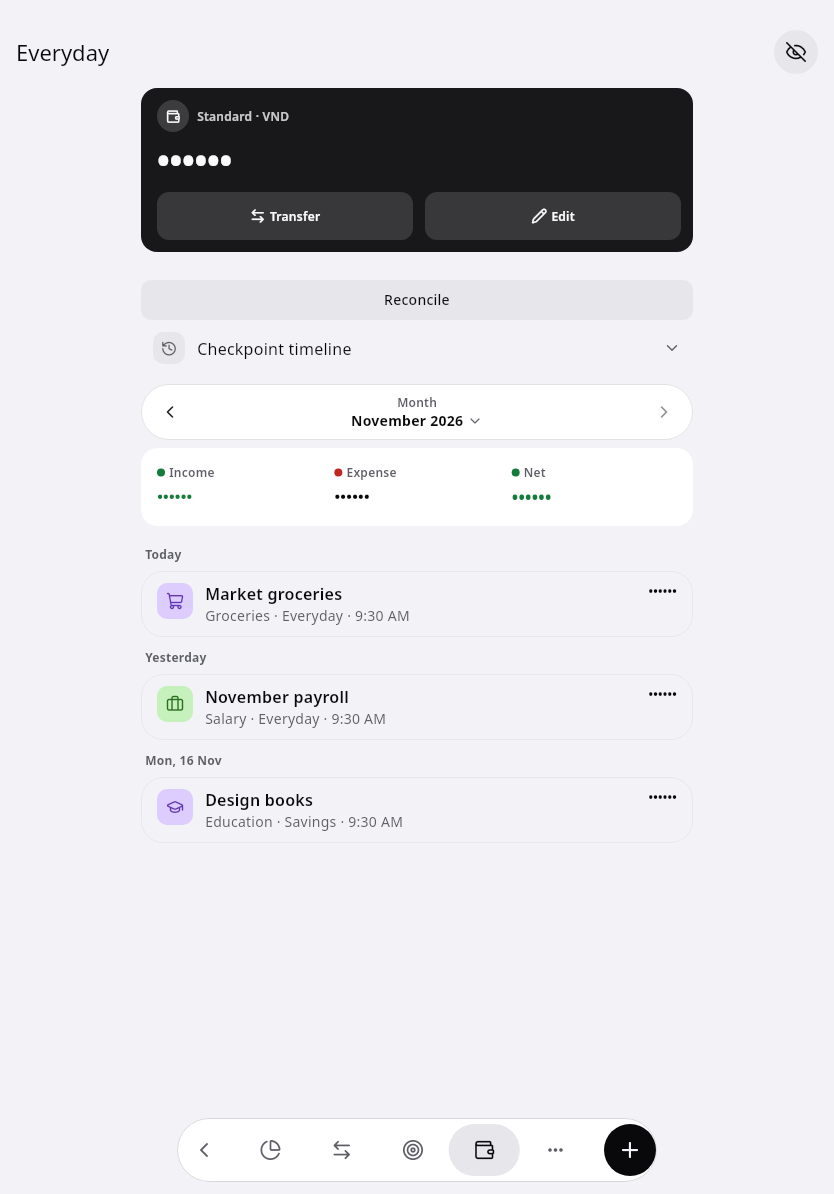 Everyday
Standard · VND
••••••
Transfer
Edit
Reconcile
Checkpoint timeline
Month
November 2026
Income
Expense
Net
••••••
••••••
••••••
Today
Market groceries
••••••
Groceries · Everyday · 9:30 AM
Yesterday
November payroll
••••••
Salary · Everyday · 9:30 AM
Mon, 16 Nov
Design books
••••••
Education · Savings · 9:30 AM